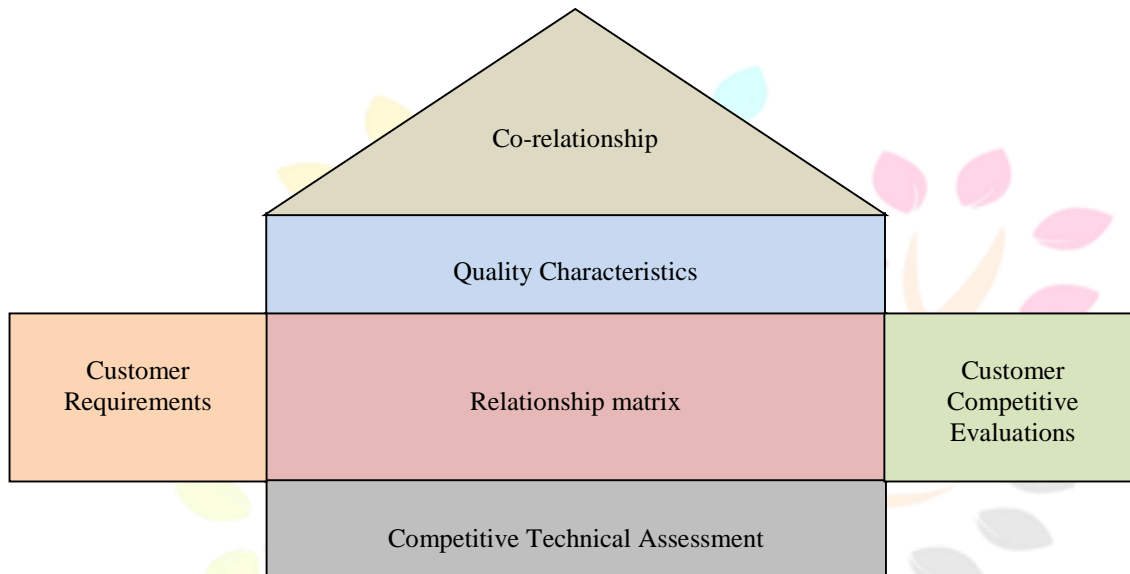 Co-relationship
Quality Characteristics
Customer
Requirements
Relationship matrix
Customer
Competitive
Evaluations
Competitive Technical Assessment